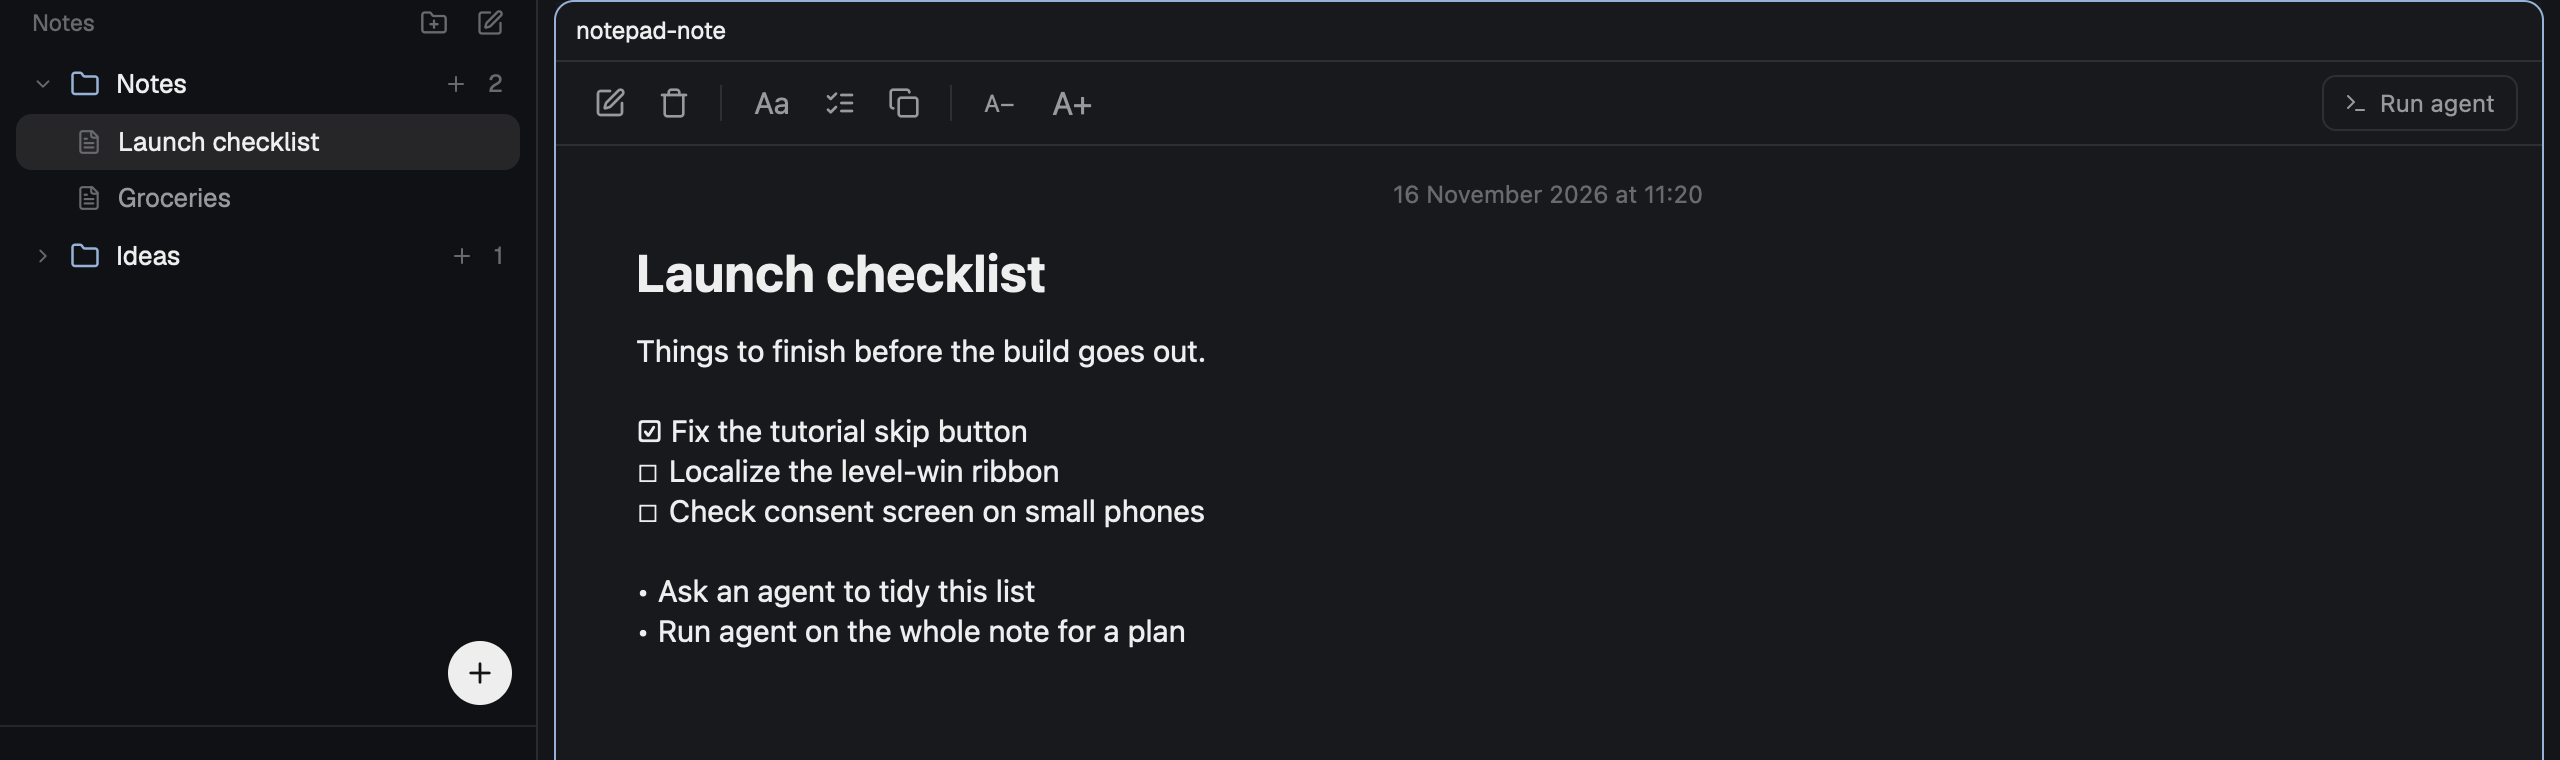 Notes
Notes 2
Launch checklist
Groceries
Ideas 1
notepad-note
Aa A− A+ Run agent
16 November 2026 at 11:20
Launch checklist
Things to finish before the build goes out.
☑ Fix the tutorial skip button
☐ Localize the level-win ribbon
☐ Check consent screen on small phones
• Ask an agent to tidy this list
• Run agent on the whole note for a plan